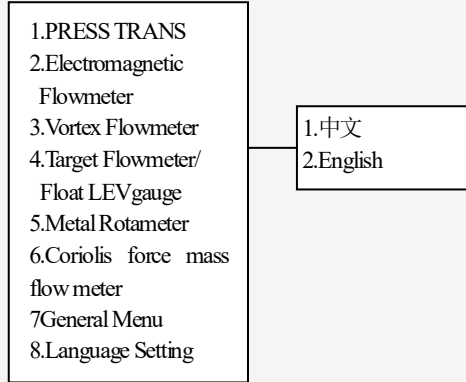 1.PRESS TRANS
2.Electromagnetic
Flowmeter
3.Vortex Flowmeter
4.Target Flowmeter/
Float LEVgauge
5.Metal Rotameter
6.Coriolis force mass
flow meter
7General Menu
8.Language Setting
1.中文
2.English